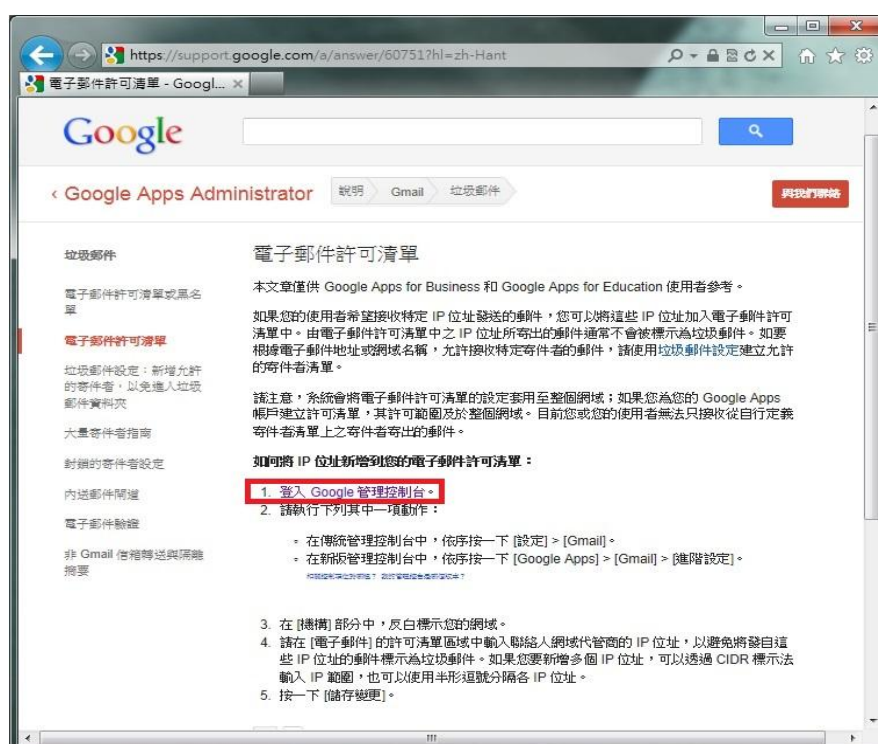 https://support.google.com/a/answer/60751?hl=zh-Hant
電子郵件許可清單 - Googl...
Google
Google Apps Administrator
說明
Gmail
垃圾郵件
與我們聯絡
垃圾郵件
電子郵件許可清單或黑名
單
電子郵件許可清單
垃圾郵件設定：新增允許
的寄件者，以免進入垃圾
郵件資料夾
大量寄件者指南
封鎖的寄件者設定
內送郵件閘道
電子郵件驗證
非 Gmail 信箱轉送與隔離
摘要
電子郵件許可清單
本文章僅供 Google Apps for Business 和 Google Apps for Education 使用者參考。
如果您的使用者希望接收特定 IP 位址發送的郵件，您可以將這些 IP 位址加入電子郵件許可
清單中。由電子郵件許可清單中之 IP 位址所寄出的郵件通常不會被標示為垃圾郵件。如要
根據電子郵件地址或網域名稱，允許接收特定寄件者的郵件，請使用垃圾郵件設定建立允許
的寄件者清單。
請注意，系統會將電子郵件許可清單的設定套用至整個網域；如果您為您的 Google Apps
帳戶建立許可清單，其許可範圍及於整個網域。目前您或您的使用者無法只接收從自行定義
寄件者清單上之寄件者寄出的郵件。
如何將 IP 位址新增到您的電子郵件許可清單：
1. 登入 Google 管理控制台。
2. 請執行下列其中一項動作：
◦ 在傳統管理控制台中，依序按一下 [設定] > [Gmail]。
◦ 在新版管理控制台中，依序按一下 [Google Apps] > [Gmail] > [進階設定]。
3. 在 [機構] 部分中，反白標示您的網域。
4. 請在 [電子郵件] 的許可清單區域中輸入聯絡人網域代管商的 IP 位址，以避免將發自這
些 IP 位址的郵件標示為垃圾郵件。如果您要新增多個 IP 位址，可以透過 CIDR 標示法
輸入 IP 範圍，也可以使用半形逗號分隔各 IP 位址。
5. 按一下 [儲存變更]。